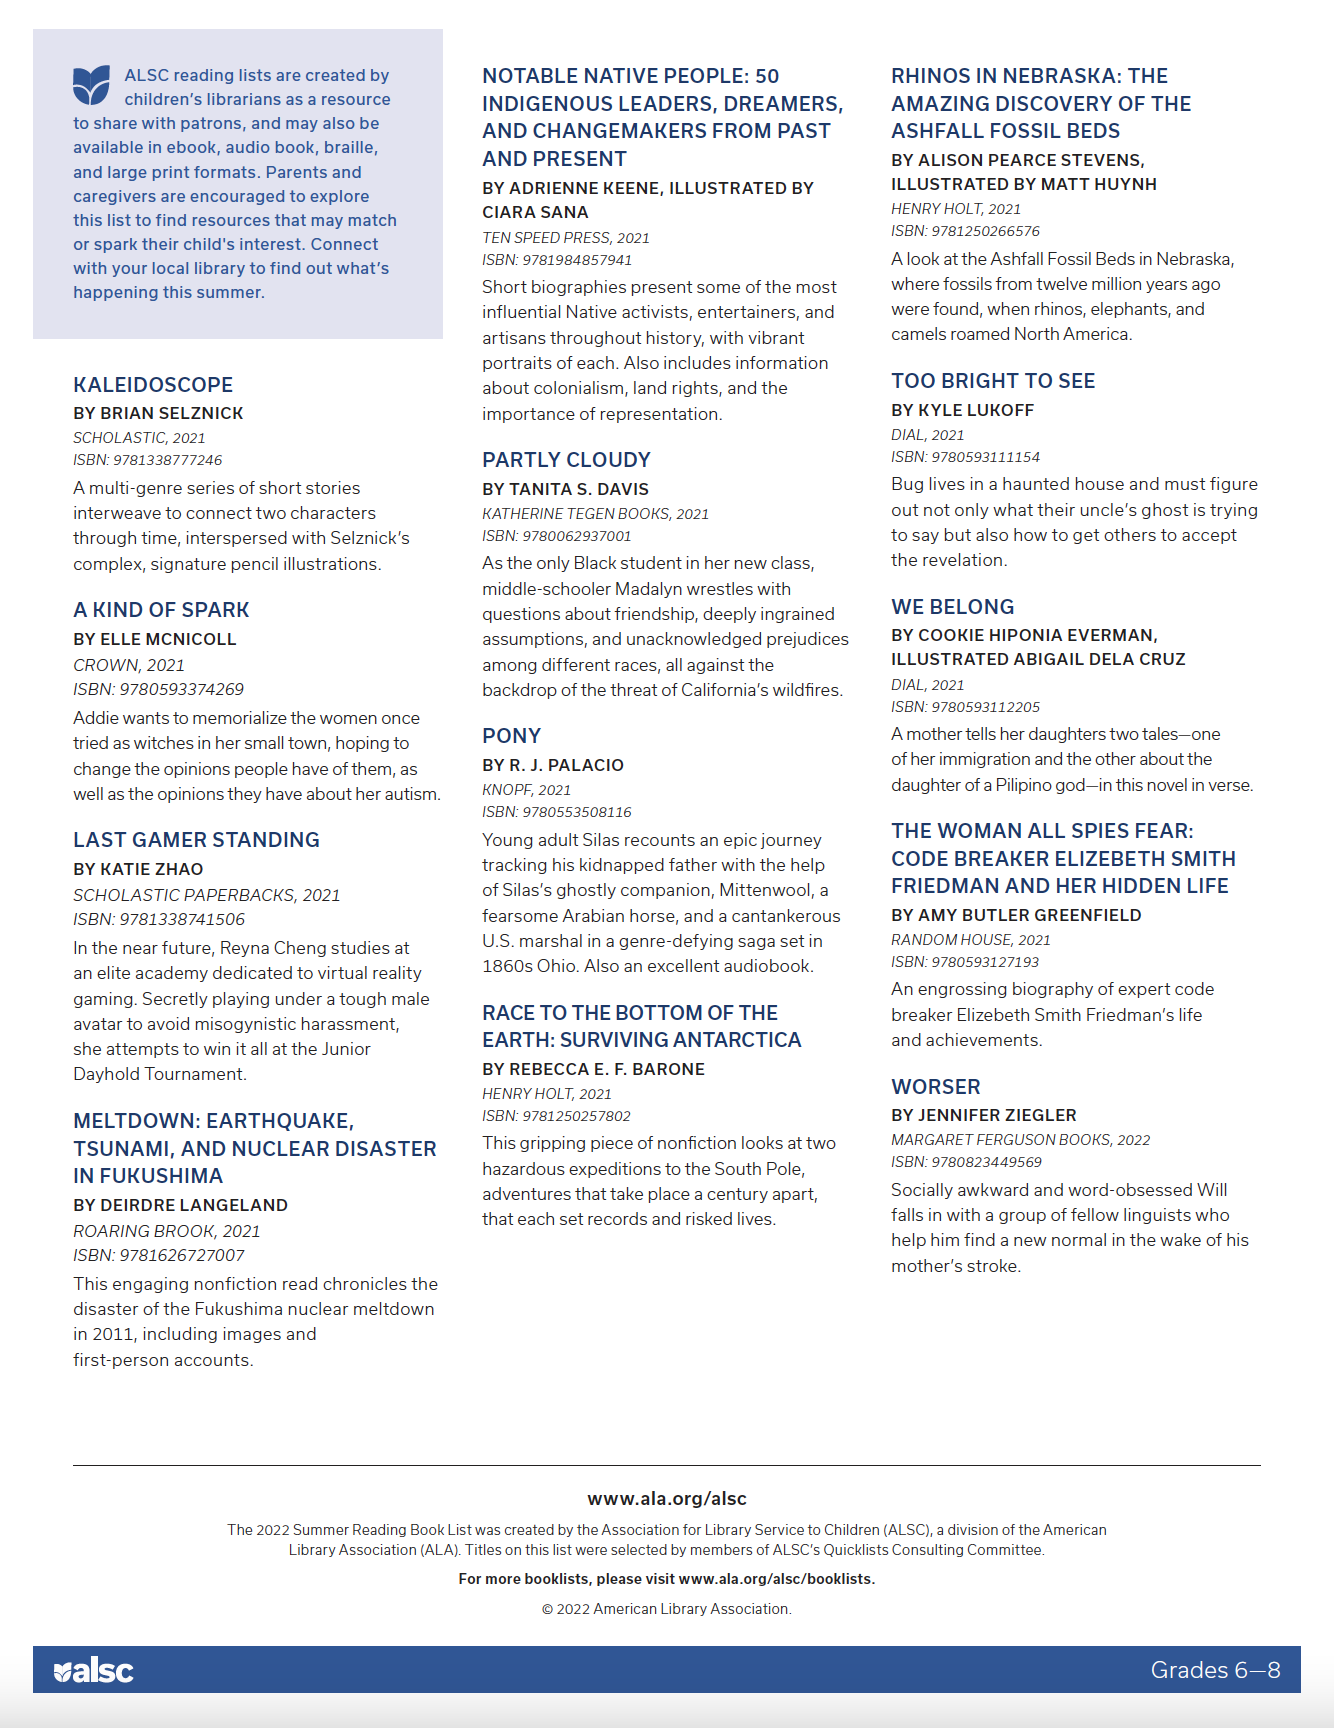 ALSC reading lists are created by
children’s librarians as a resource
to share with patrons, and may also be
available in ebook, audio book, braille,
and large print formats. Parents and
caregivers are encouraged to explore
this list to find resources that may match
or spark their child's interest. Connect
with your local library to find out what’s
happening this summer.
KALEIDOSCOPE
BY BRIAN SELZNICK
SCHOLASTIC, 2021
ISBN: 9781338777246
A multi-genre series of short stories
interweave to connect two characters
through time, interspersed with Selznick’s
complex, signature pencil illustrations.
A KIND OF SPARK
BY ELLE MCNICOLL
CROWN, 2021
ISBN: 9780593374269
Addie wants to memorialize the women once
tried as witches in her small town, hoping to
change the opinions people have of them, as
well as the opinions they have about her autism.
LAST GAMER STANDING
BY KATIE ZHAO
SCHOLASTIC PAPERBACKS, 2021
ISBN: 9781338741506
In the near future, Reyna Cheng studies at
an elite academy dedicated to virtual reality
gaming. Secretly playing under a tough male
avatar to avoid misogynistic harassment,
she attempts to win it all at the Junior
Dayhold Tournament.
MELTDOWN: EARTHQUAKE,
TSUNAMI, AND NUCLEAR DISASTER
IN FUKUSHIMA
BY DEIRDRE LANGELAND
ROARING BROOK, 2021
ISBN: 9781626727007
This engaging nonfiction read chronicles the
disaster of the Fukushima nuclear meltdown
in 2011, including images and
first-person accounts.
NOTABLE NATIVE PEOPLE: 50
INDIGENOUS LEADERS, DREAMERS,
AND CHANGEMAKERS FROM PAST
AND PRESENT
BY ADRIENNE KEENE, ILLUSTRATED BY
CIARA SANA
TEN SPEED PRESS, 2021
ISBN: 9781984857941
Short biographies present some of the most
influential Native activists, entertainers, and
artisans throughout history, with vibrant
portraits of each. Also includes information
about colonialism, land rights, and the
importance of representation.
PARTLY CLOUDY
BY TANITA S. DAVIS
KATHERINE TEGEN BOOKS, 2021
ISBN: 9780062937001
As the only Black student in her new class,
middle-schooler Madalyn wrestles with
questions about friendship, deeply ingrained
assumptions, and unacknowledged prejudices
among different races, all against the
backdrop of the threat of California’s wildfires.
PONY
BY R. J. PALACIO
KNOPF, 2021
ISBN: 9780553508116
Young adult Silas recounts an epic journey
tracking his kidnapped father with the help
of Silas’s ghostly companion, Mittenwool, a
fearsome Arabian horse, and a cantankerous
U.S. marshal in a genre-defying saga set in
1860s Ohio. Also an excellent audiobook.
RACE TO THE BOTTOM OF THE
EARTH: SURVIVING ANTARCTICA
BY REBECCA E. F. BARONE
HENRY HOLT, 2021
ISBN: 9781250257802
This gripping piece of nonfiction looks at two
hazardous expeditions to the South Pole,
adventures that take place a century apart,
that each set records and risked lives.
RHINOS IN NEBRASKA: THE
AMAZING DISCOVERY OF THE
ASHFALL FOSSIL BEDS
BY ALISON PEARCE STEVENS,
ILLUSTRATED BY MATT HUYNH
HENRY HOLT, 2021
ISBN: 9781250266576
A look at the Ashfall Fossil Beds in Nebraska,
where fossils from twelve million years ago
were found, when rhinos, elephants, and
camels roamed North America.
TOO BRIGHT TO SEE
BY KYLE LUKOFF
DIAL, 2021
ISBN: 9780593111154
Bug lives in a haunted house and must figure
out not only what their uncle’s ghost is trying
to say but also how to get others to accept
the revelation.
WE BELONG
BY COOKIE HIPONIA EVERMAN,
ILLUSTRATED ABIGAIL DELA CRUZ
DIAL, 2021
ISBN: 9780593112205
A mother tells her daughters two tales—one
of her immigration and the other about the
daughter of a Pilipino god—in this novel in verse.
THE WOMAN ALL SPIES FEAR:
CODE BREAKER ELIZEBETH SMITH
FRIEDMAN AND HER HIDDEN LIFE
BY AMY BUTLER GREENFIELD
RANDOM HOUSE, 2021
ISBN: 9780593127193
An engrossing biography of expert code
breaker Elizebeth Smith Friedman’s life
and achievements.
WORSER
BY JENNIFER ZIEGLER
MARGARET FERGUSON BOOKS, 2022
ISBN: 9780823449569
Socially awkward and word-obsessed Will
falls in with a group of fellow linguists who
help him find a new normal in the wake of his
mother’s stroke.
www.ala.org/alsc
The 2022 Summer Reading Book List was created by the Association for Library Service to Children (ALSC), a division of the American
Library Association (ALA). Titles on this list were selected by members of ALSC’s Quicklists Consulting Committee.
For more booklists, please visit www.ala.org/alsc/booklists.
© 2022 American Library Association.
alsc
Grades 6—8